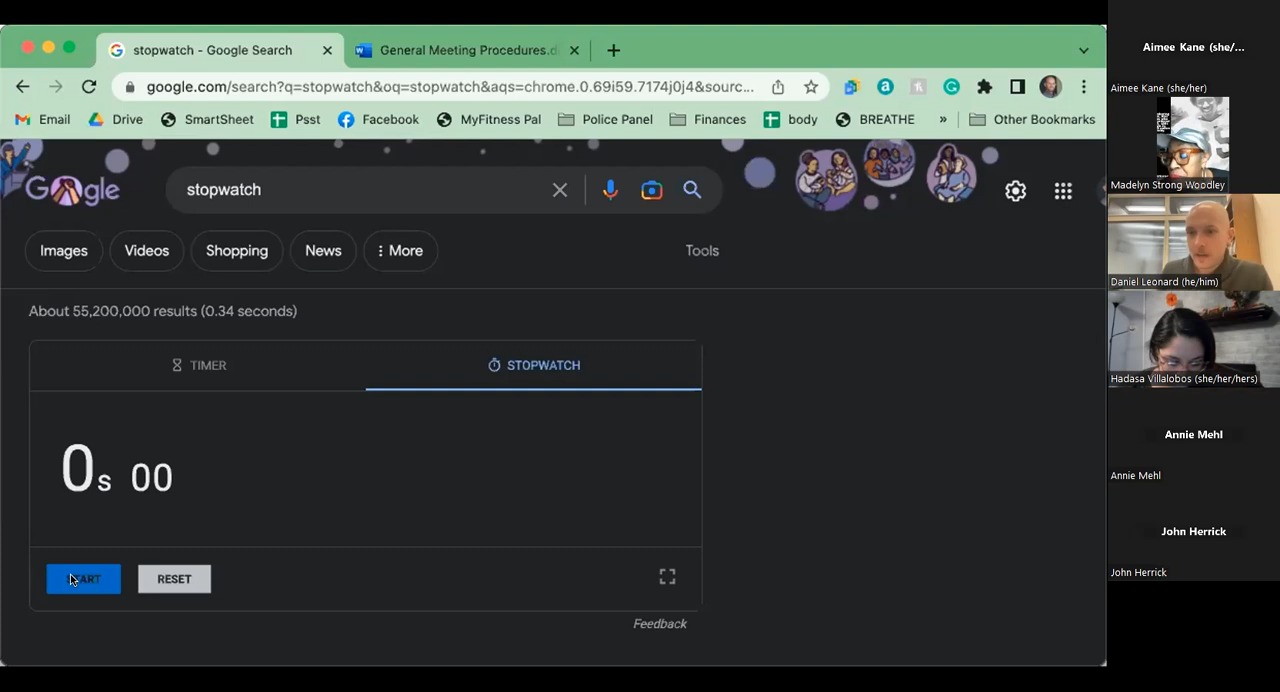 stopwatch - Google Search
General Meeting Procedures.d
google.com/search?q=stopwatch&oq=stopwatch&aqs=chrome.0.69i59.7174j0j4&sourc...
Email Drive SmartSheet Psst Facebook MyFitness Pal Police Panel Finances body BREATHE » Other Bookmarks
Google
stopwatch
Images Videos Shopping News More Tools
About 55,200,000 results (0.34 seconds)
TIMER STOPWATCH
0s 00
START RESET
Feedback
Aimee Kane (she/...
Aimee Kane (she/her)
Madelyn Strong Woodley
Daniel Leonard (he/him)
Hadasa Villalobos (she/her/hers)
Annie Mehl
Annie Mehl
John Herrick
John Herrick